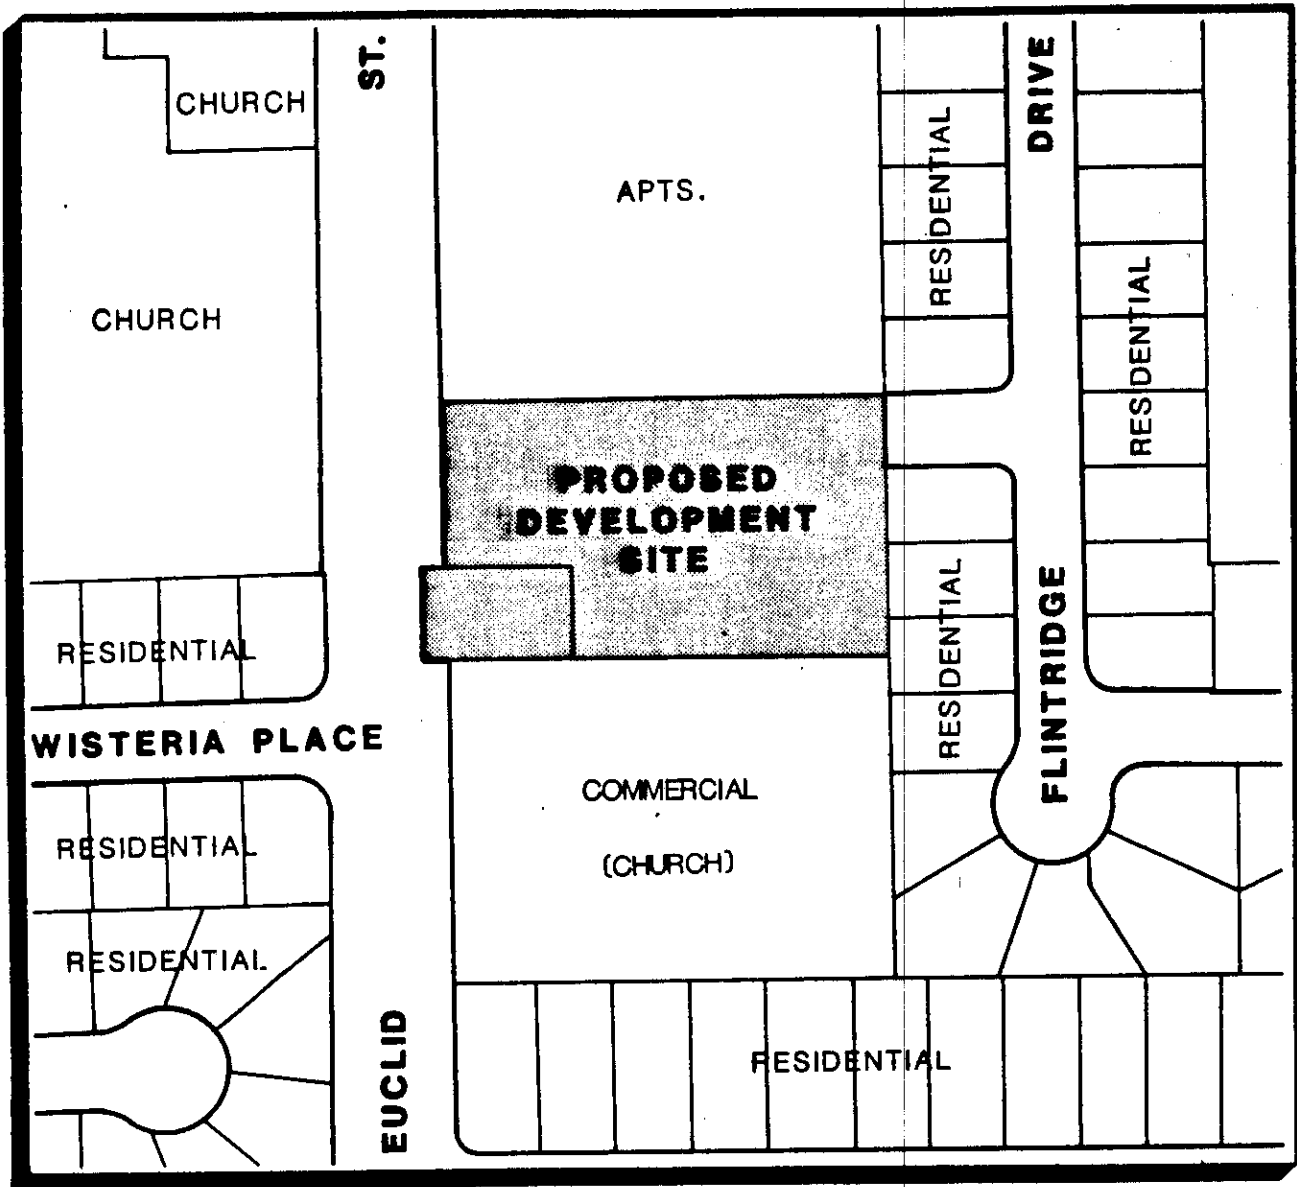 ST.
DRIVE
CHURCH
RESIDENTIAL
APTS.
CHURCH
RESIDENTIAL
PROPOSED
DEVELOPMENT
SITE
RESIDENTIAL
RESIDENTIAL
FLINTRIDGE
WISTERIA PLACE
COMMERCIAL
(CHURCH)
RESIDENTIAL
RESIDENTIAL
EUCLID
RESIDENTIAL